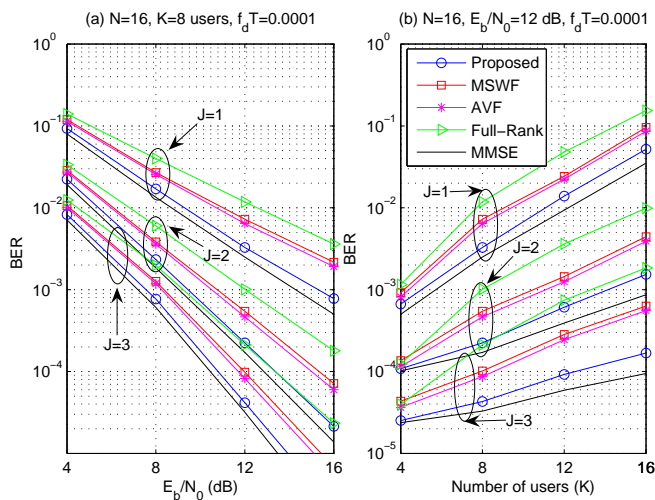 (a) N=16, K=8 users, f_dT=0.0001
10^0
10^−1
10^−2
10^−3
10^−4
BER
J=1
J=2
J=3
4
8
12
16
E_b/N_0 (dB)
(b) N=16, E_b/N_0=12 dB, f_dT=0.0001
10^0
10^−1
10^−2
10^−3
10^−4
10^−5
BER
Proposed
MSWF
AVF
Full−Rank
MMSE
J=1
J=2
J=3
4
8
12
16
Number of users (K)